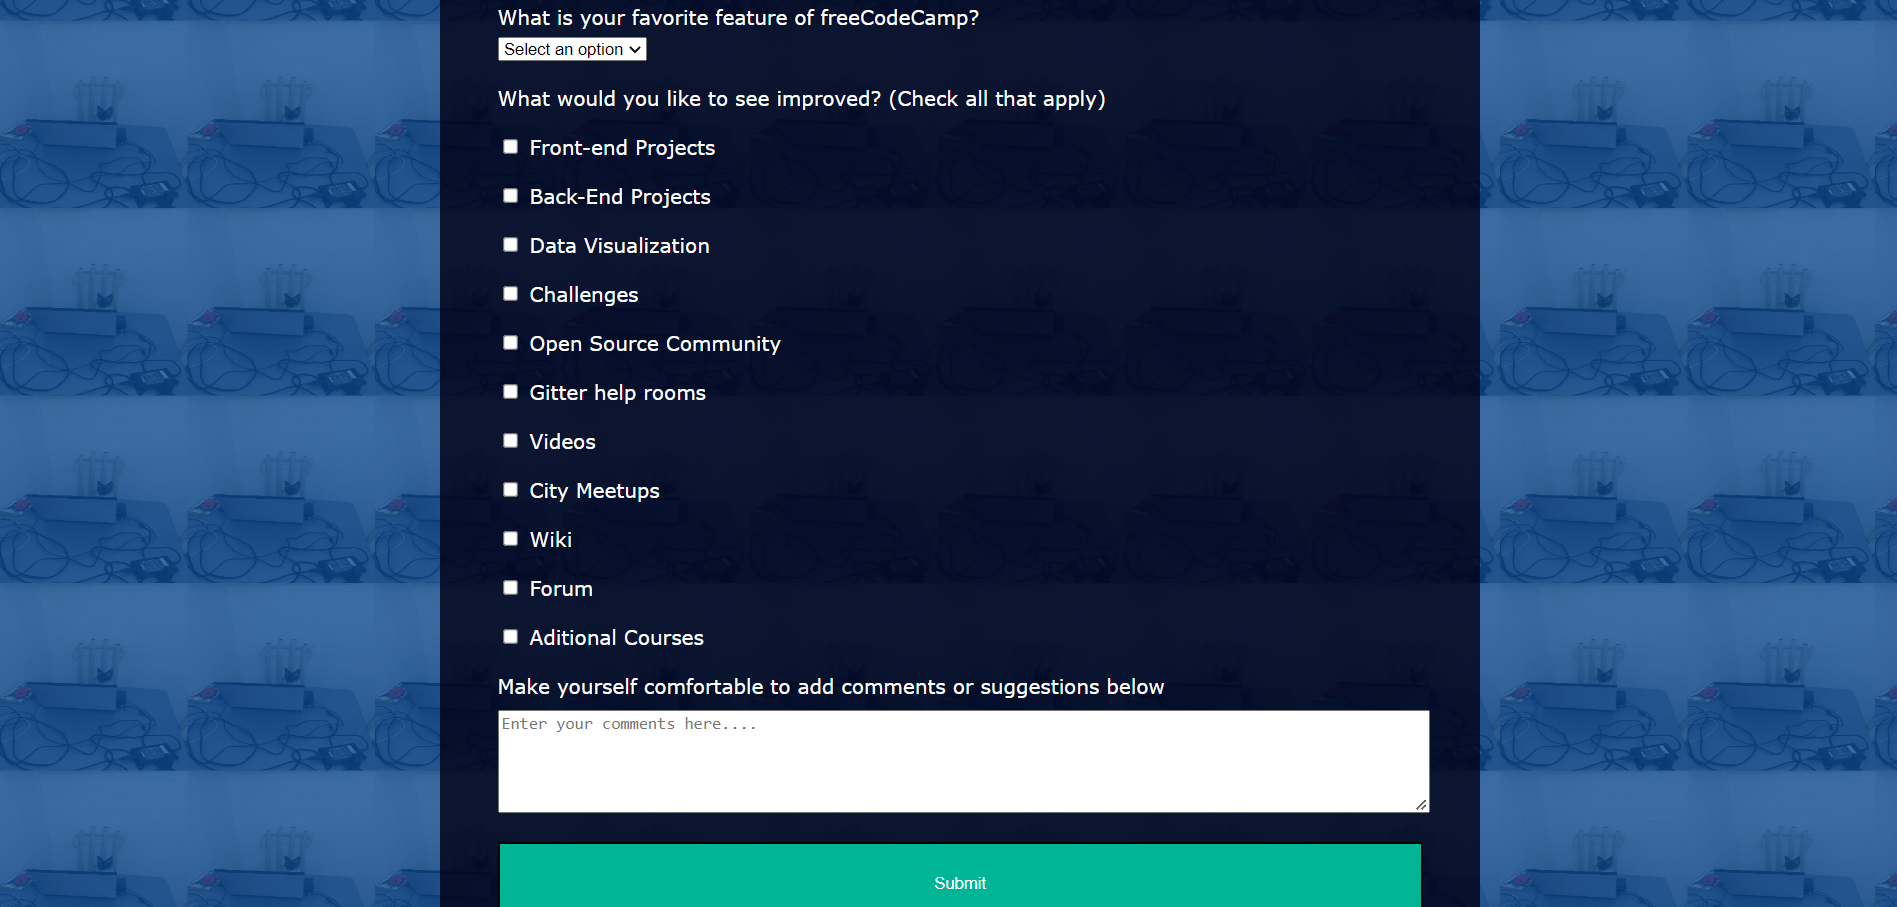 What is your favorite feature of freeCodeCamp?
Select an option
What would you like to see improved? (Check all that apply)
Front-end Projects
Back-End Projects
Data Visualization
Challenges
Open Source Community
Gitter help rooms
Videos
City Meetups
Wiki
Forum
Aditional Courses
Make yourself comfortable to add comments or suggestions below
Enter your comments here....
Submit